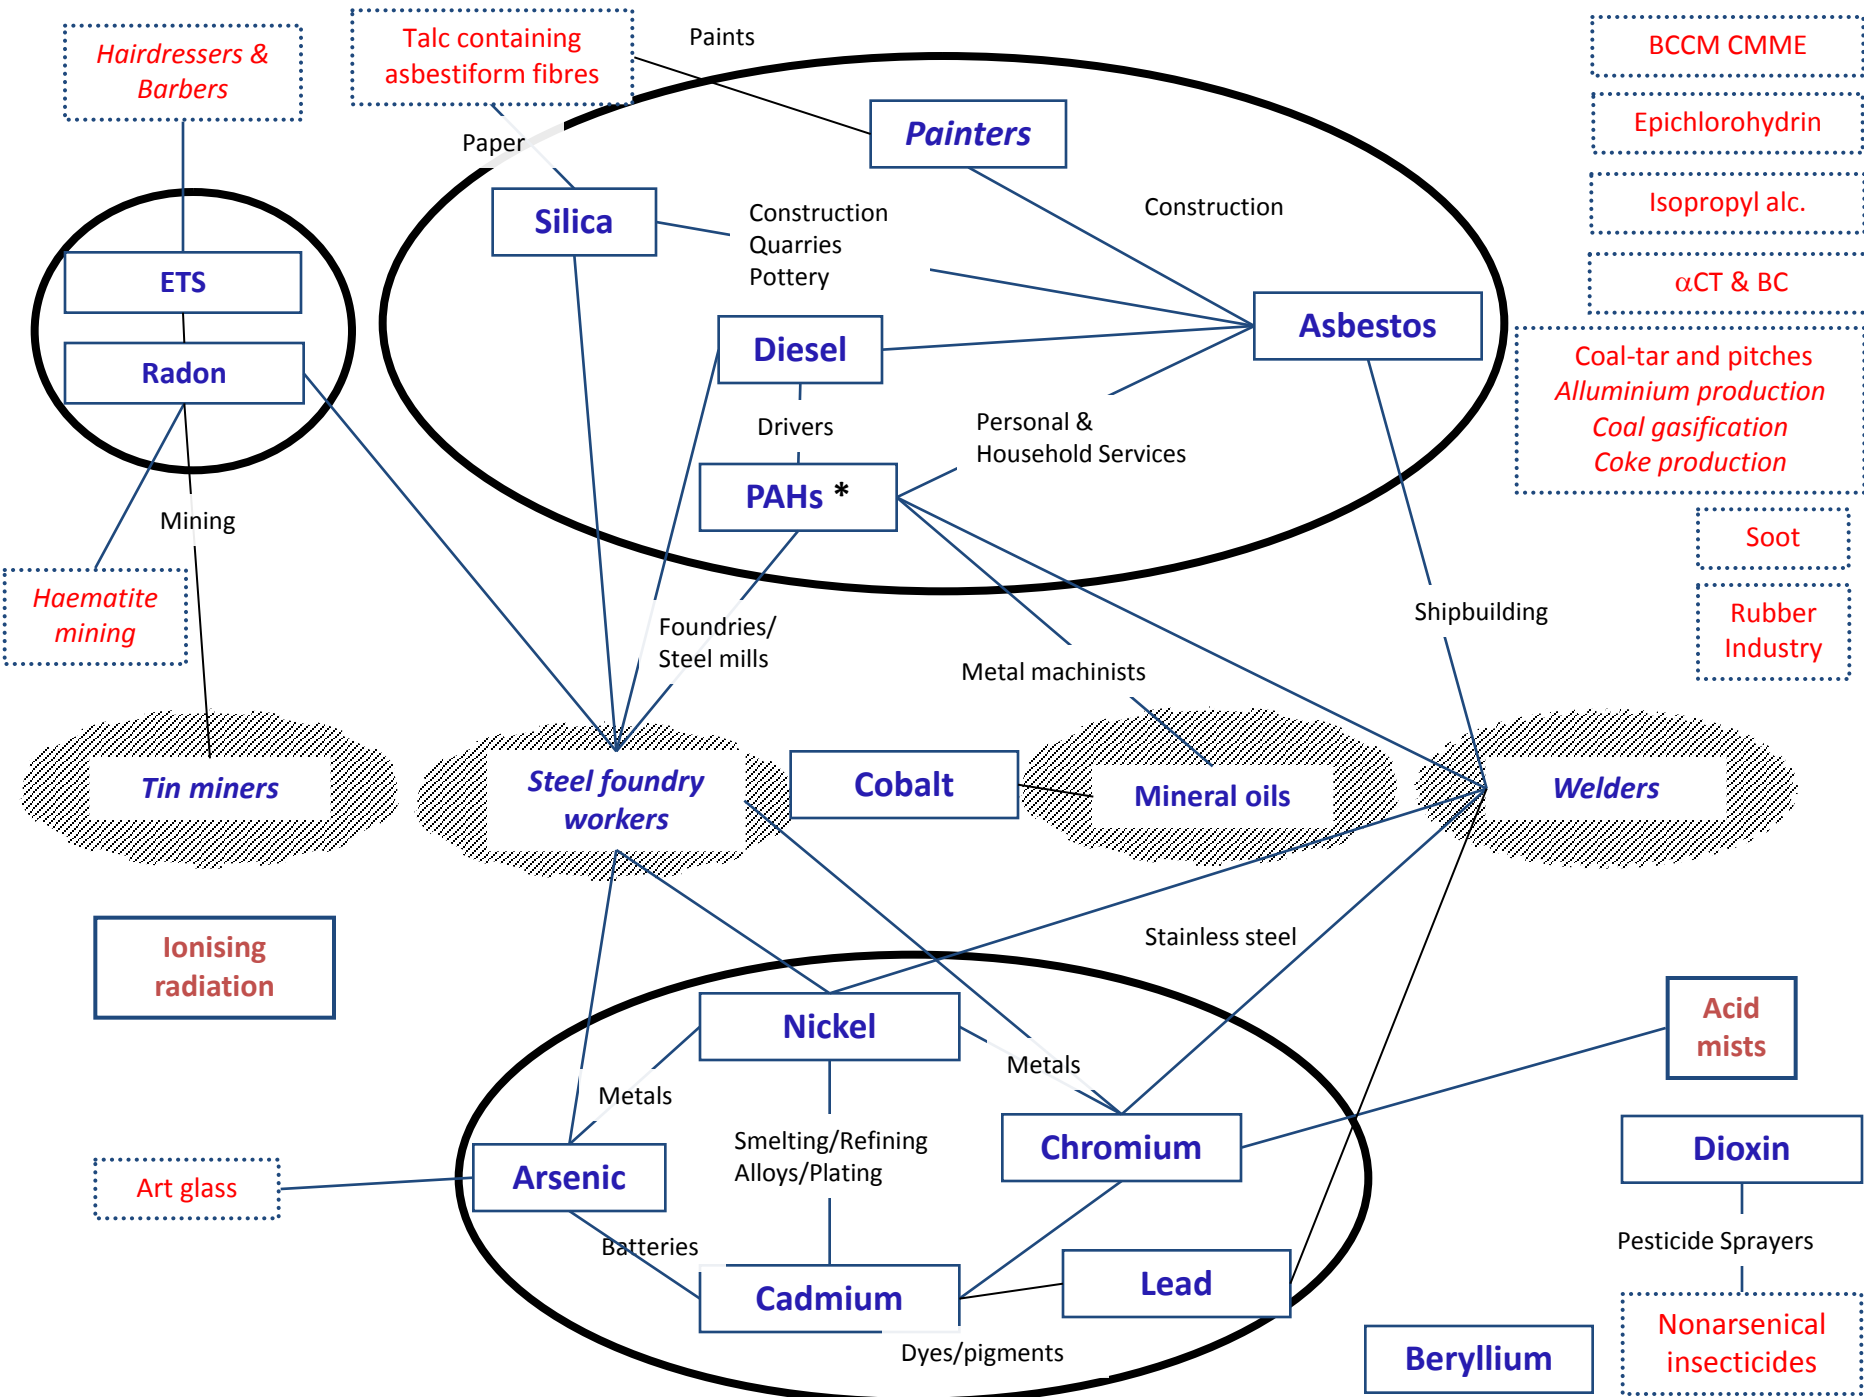 Hairdressers &
Barbers
Talc containing
asbestiform fibres
Paints
BCCM CMME
Epichlorohydrin
Paper
Painters
Silica
Construction
Quarries
Pottery
Construction
Isopropyl alc.
ETS
αCT & BC
Radon
Diesel
Asbestos
Coal-tar and pitches
Alluminium production
Coal gasification
Coke production
Drivers
Personal &
Household Services
PAHs *
Mining
Soot
Haematite
mining
Foundries/
Steel mills
Shipbuilding
Rubber
Industry
Metal machinists
Tin miners
Steel foundry
workers
Cobalt
Mineral oils
Welders
Ionising
radiation
Stainless steel
Nickel
Acid
mists
Metals
Metals
Smelting/Refining
Alloys/Plating
Chromium
Dioxin
Arsenic
Art glass
Batteries
Pesticide Sprayers
Cadmium
Lead
Dyes/pigments
Beryllium
Nonarsenical
insecticides